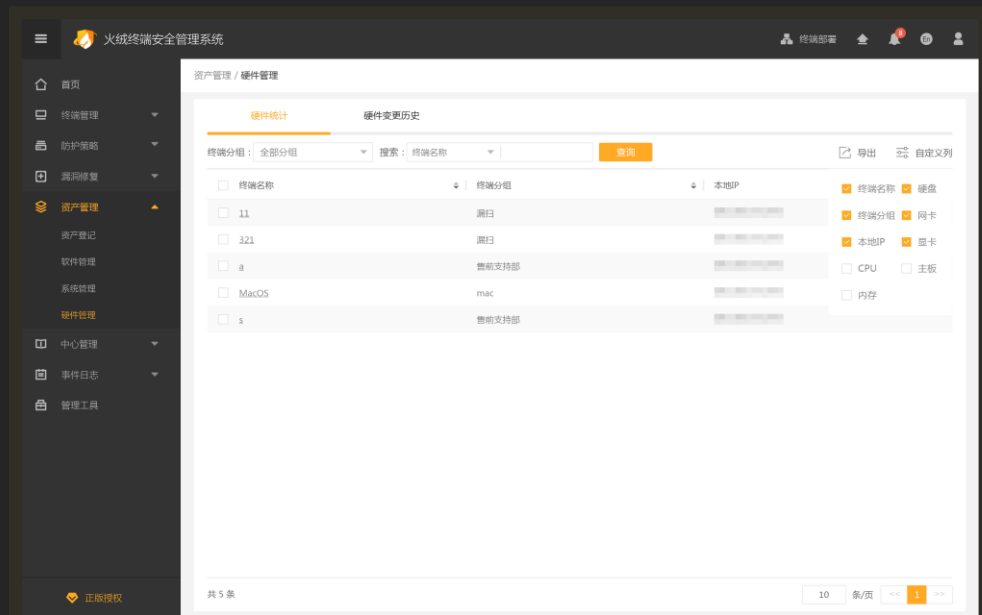 火绒终端安全管理系统
终端部署
8
En
首页
终端管理
防护策略
漏洞修复
资产管理
资产登记
软件管理
系统管理
硬件管理
中心管理
事件日志
管理工具
正版授权
资产管理 / 硬件管理
硬件统计 硬件变更历史
终端分组： 全部分组 搜索： 终端名称 查询 导出 自定义列
终端名称 终端分组 本地IP
11 漏扫
321 漏扫
a 售前支持部
MacOS mac
s 售前支持部
终端名称 硬盘
终端分组 网卡
本地IP 显卡
CPU 主板
内存
共 5 条 10 条/页 << 1 >>